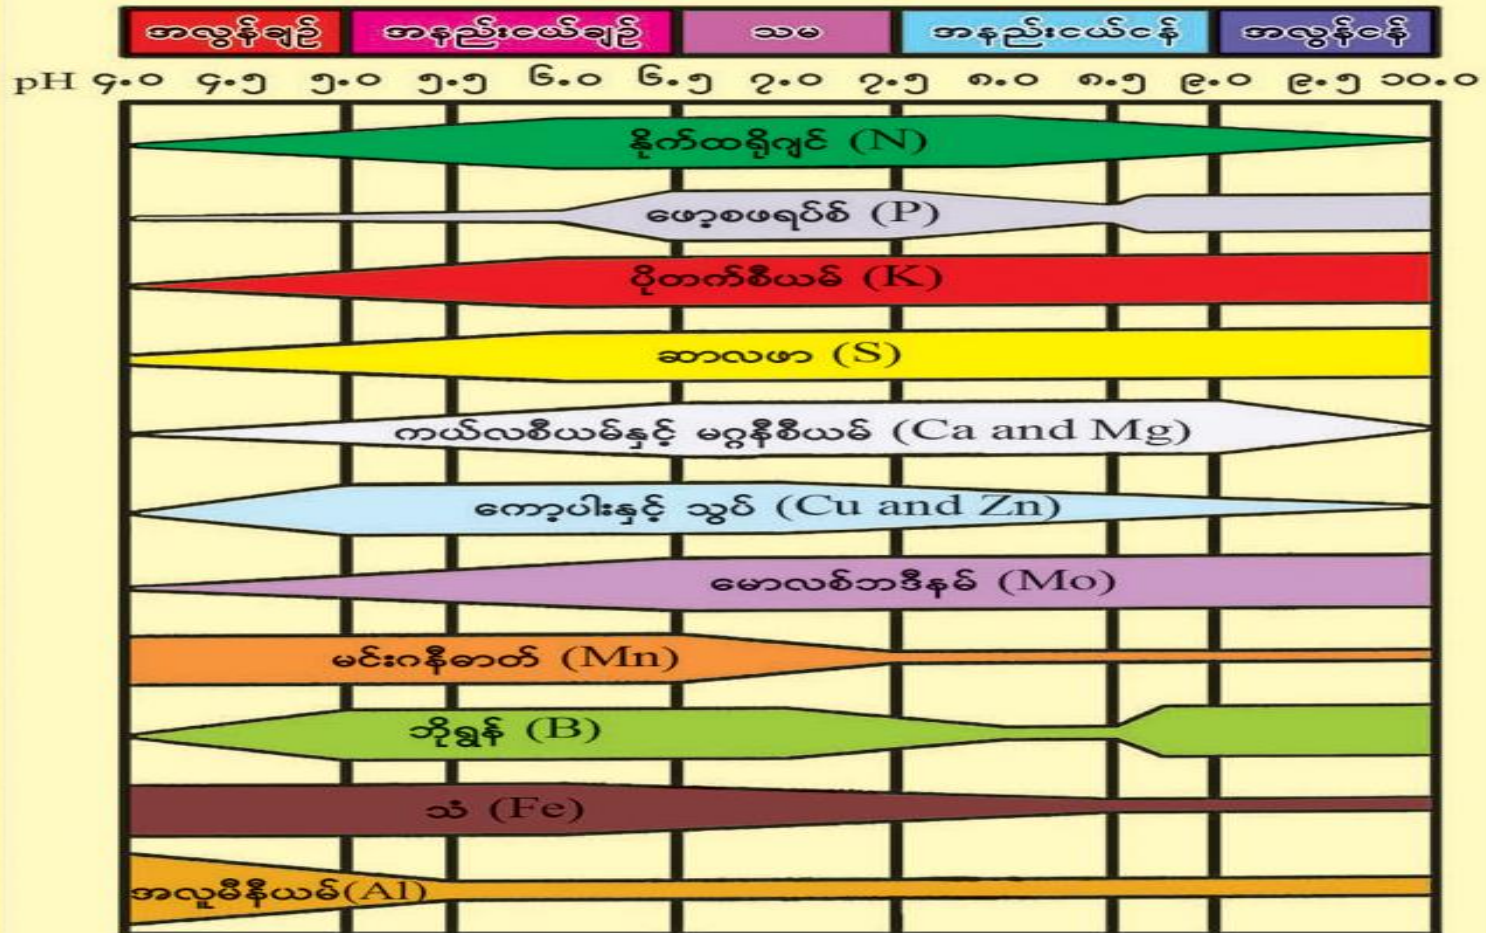 အလွန်ချဉ် အနည်းငယ်ချဉ် သမ အနည်းငယ်ငန် အလွန်ငန်
pH ၄.၀ ၄.၅ ၅.၀ ၅.၅ ၆.၀ ၆.၅ ၇.၀ ၇.၅ ၈.၀ ၈.၅ ၉.၀ ၉.၅ ၁၀.၀
နိုက်ထရိုဂျင် (N)
ဖော့စဖရပ်စ် (P)
ပိုတက်စီယမ် (K)
ဆာလဖာ (S)
ကယ်လစီယမ်နှင့် မဂ္ဂနီစီယမ် (Ca and Mg)
ကော့ပါးနှင့် သွပ် (Cu and Zn)
မောလစ်ဘဒီနမ် (Mo)
မင်းဂနီဓာတ် (Mn)
ဘိုရွန် (B)
သံ (Fe)
အလူမီနီယမ်(Al)